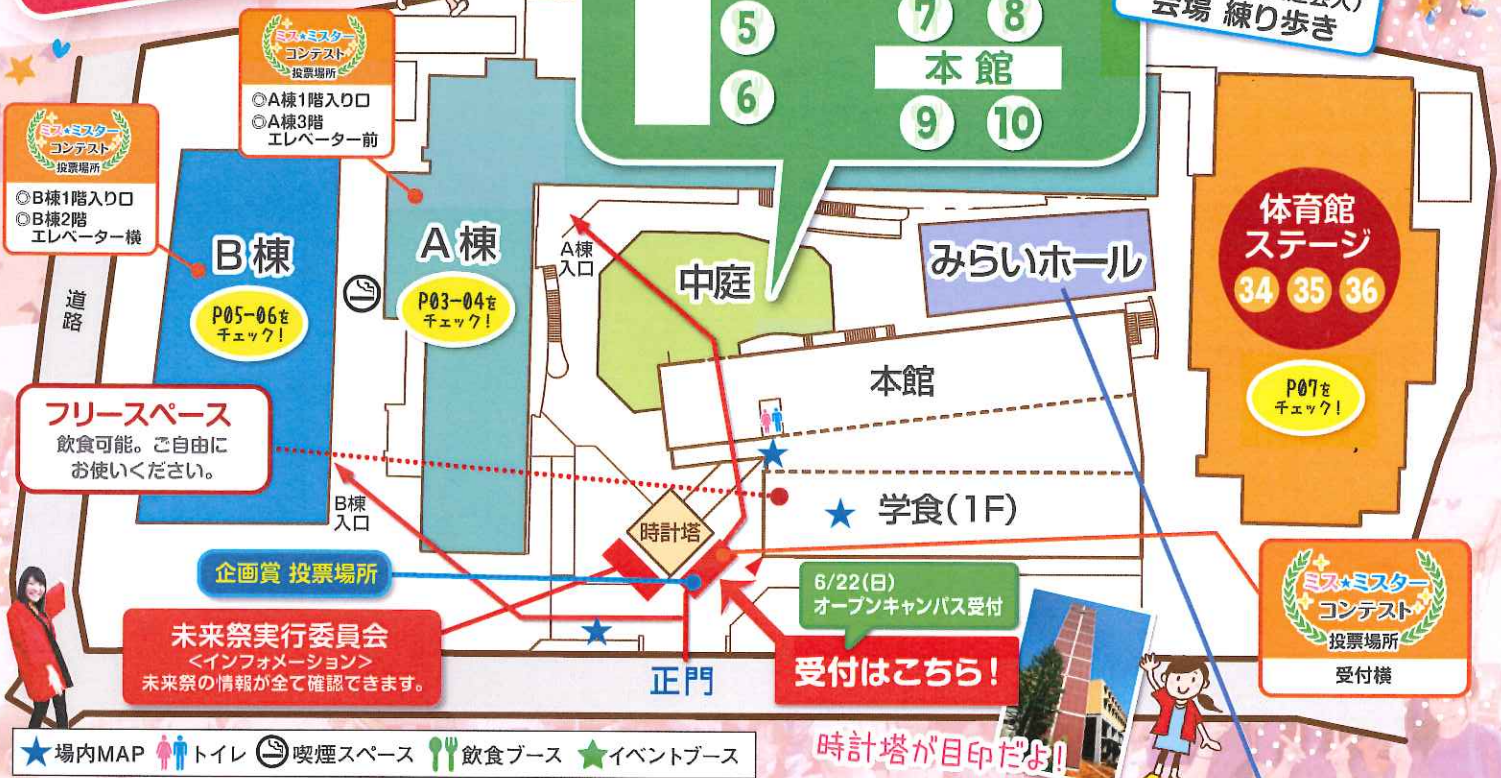 会場 練り歩き
5
6
7
8
本館
9
10
ミス★ミスター
コンテスト
投票場所
◎A棟1階入り口
◎A棟3階
エレベーター前
ミス★ミスター
コンテスト
投票場所
◎B棟1階入り口
◎B棟2階
エレベーター横
B棟
P05-06を
チェック!
A棟
P03-04を
チェック!
A棟
入口
中庭
みらいホール
体育館
ステージ
34 35 36
P07を
チェック!
道路
本館
フリースペース
飲食可能。ご自由に
お使いください。
B棟
入口
時計塔
学食(1F)
企画賞 投票場所
未来祭実行委員会
<インフォメーション>
未来祭の情報が全て確認できます。
正門
6/22(日)
オープンキャンパス受付
受付はこちら!
ミス★ミスター
コンテスト
投票場所
受付横
時計塔が目印だよ!
★場内MAP トイレ 喫煙スペース 飲食ブース ★イベントブース